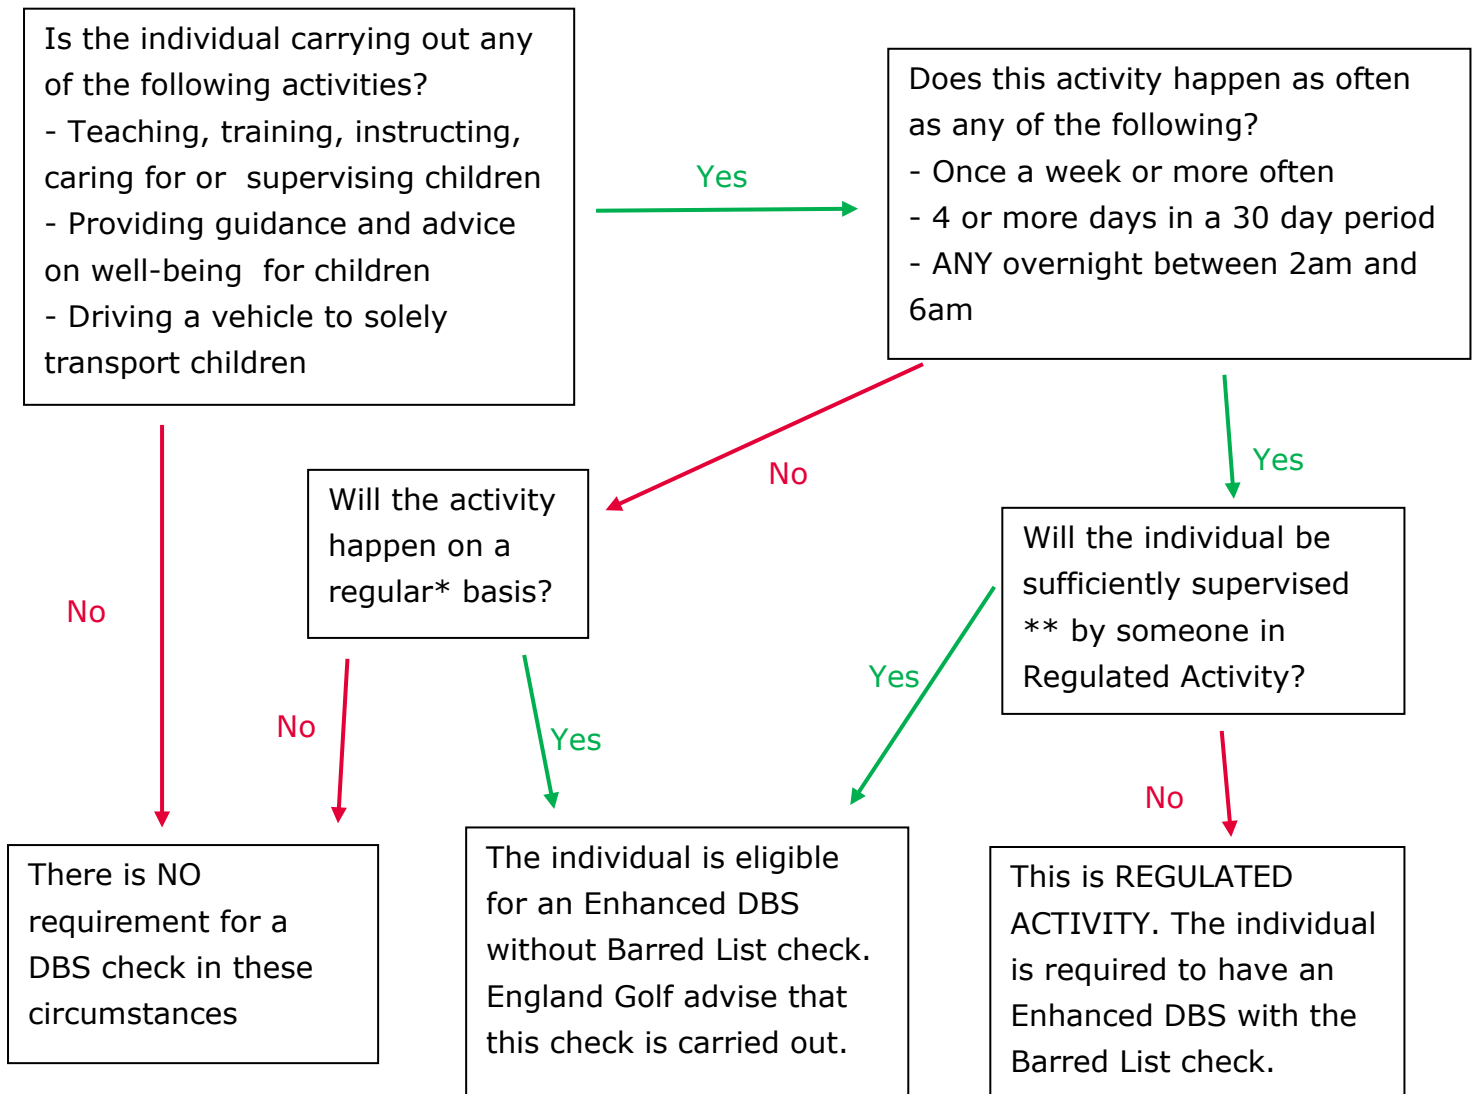 Is the individual carrying out any
of the following activities?
- Teaching, training, instructing,
caring for or supervising children
- Providing guidance and advice
on well-being for children
- Driving a vehicle to solely
transport children
Yes
Does this activity happen as often
as any of the following?
- Once a week or more often
- 4 or more days in a 30 day period
- ANY overnight between 2am and
6am
No
Yes
No
Will the activity
happen on a
regular* basis?
Will the individual be
sufficiently supervised
** by someone in
Regulated Activity?
No
Yes
Yes
No
There is NO
requirement for a
DBS check in these
circumstances
The individual is eligible
for an Enhanced DBS
without Barred List check.
England Golf advise that
this check is carried out.
This is REGULATED
ACTIVITY. The individual
is required to have an
Enhanced DBS with the
Barred List check.